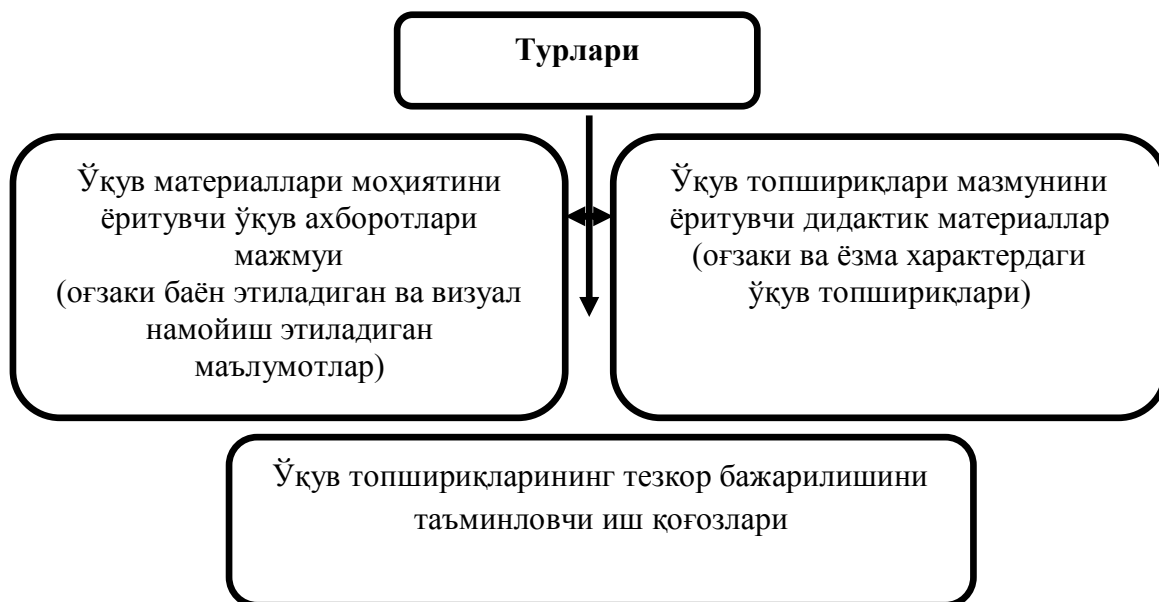 Турлари
Ўқув материаллари моҳиятини
ёритувчи ўқув ахборотлари
мажмуи
(оғзаки баён этиладиган ва визуал
намойиш этиладиган
маълумотлар)
Ўқув топшириқлари мазмунини
ёритувчи дидактик материаллар
(оғзаки ва ёзма характердаги
ўқув топшириқлари)
Ўқув топшириқларининг тезкор бажарилишини
таъминловчи иш қоғозлари